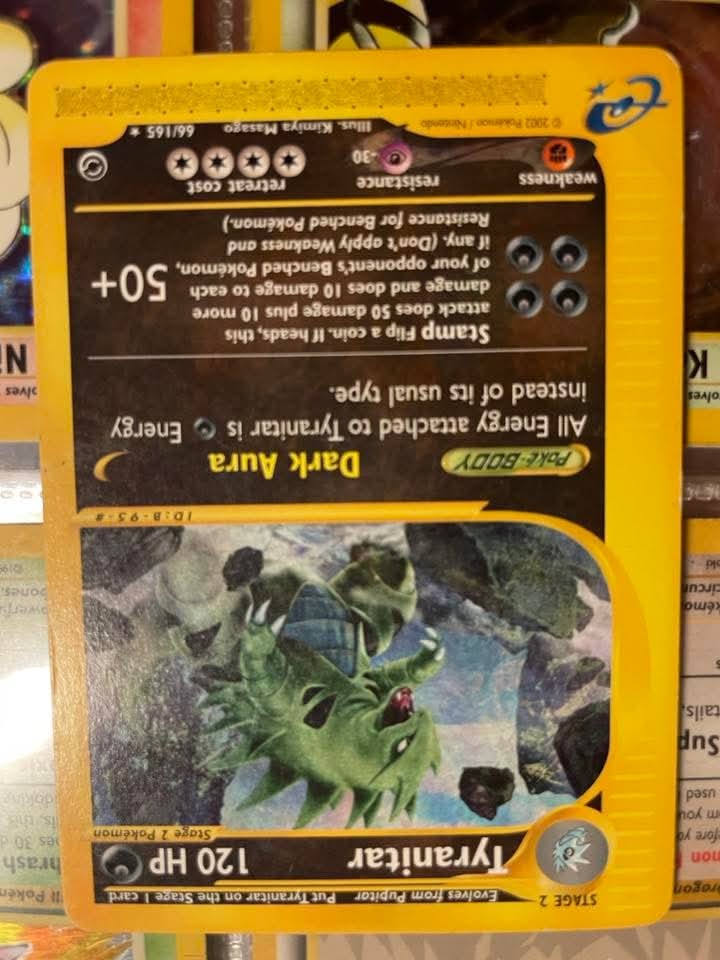 STAGE 2
Evolves from Pupitar
Put Tyranitar on the Stage 1 card
Tyranitar
120 HP
Stage 2 Pokémon
ID:B-95-#
Poké-BODY
Dark Aura
All Energy attached to Tyranitar is Energy
instead of its usual type.
Stamp Flip a coin. If heads, this
attack does 50 damage plus 10 more
damage and does 10 damage to each
of your opponent's Benched Pokémon,
if any. (Don't apply Weakness and
Resistance for Benched Pokémon.)
50+
weakness
resistance
-30
retreat cost
© 2002 Pokémon / Nintendo
Illus. Kimiya Masago
66/165 ★
e